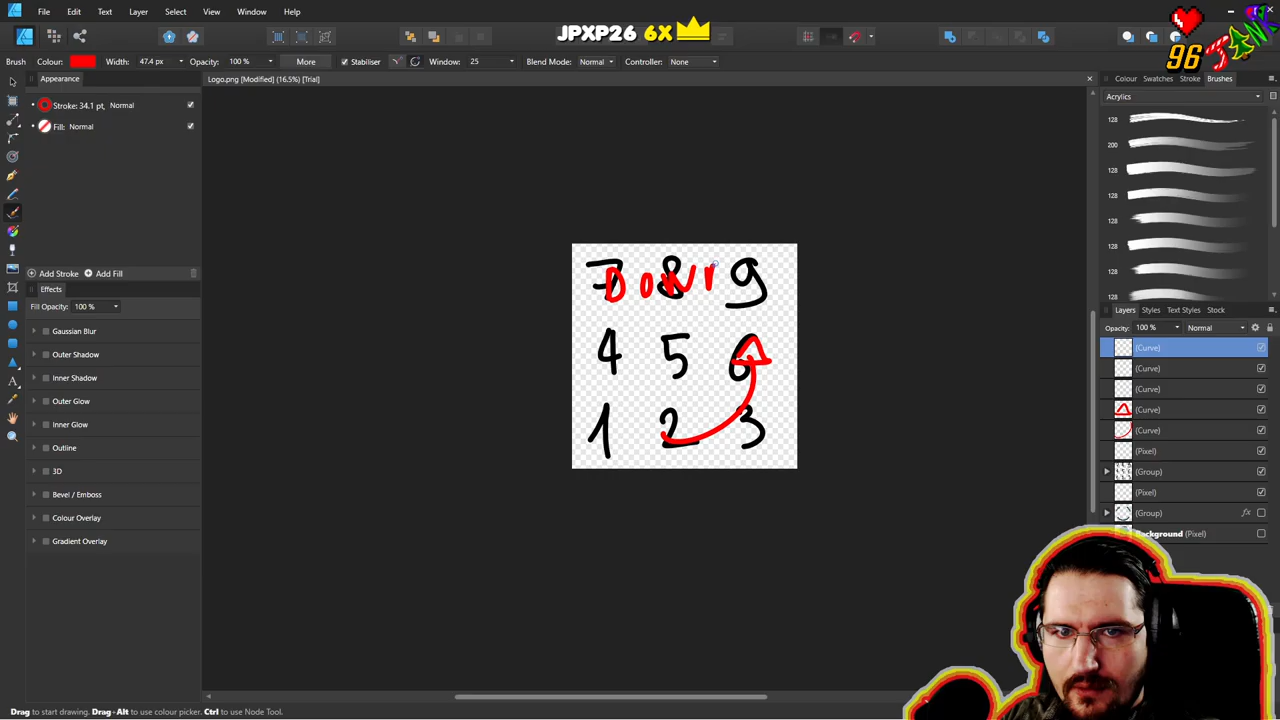 File Edit Text Layer Select View Window Help
JPXP26 6X
96
Brush Colour: Width: 47.4 px Opacity: 100 % More Stabiliser Window: 25 Blend Mode: Normal Controller: None
Appearance
Logo.png [Modified] (16.5%) [Trial]
Colour Swatches Stroke Brushes
Stroke: 34.1 pt, Normal
Fill: Normal
Acrylics
128
200
128
128
128
128
128
128
7 8 9
4 5 6
1 2 3
Add Stroke Add Fill
Effects
Fill Opacity: 100 %
Gaussian Blur
Outer Shadow
Inner Shadow
Outer Glow
Inner Glow
Outline
3D
Bevel / Emboss
Colour Overlay
Gradient Overlay
Layers Styles Text Styles Stock
Opacity: 100 % Normal
(Curve)
(Curve)
(Curve)
(Curve)
(Curve)
(Pixel)
(Group)
(Pixel)
(Group)
Background (Pixel)
Drag to start drawing. Drag+Alt to use colour picker. Ctrl to use Node Tool.